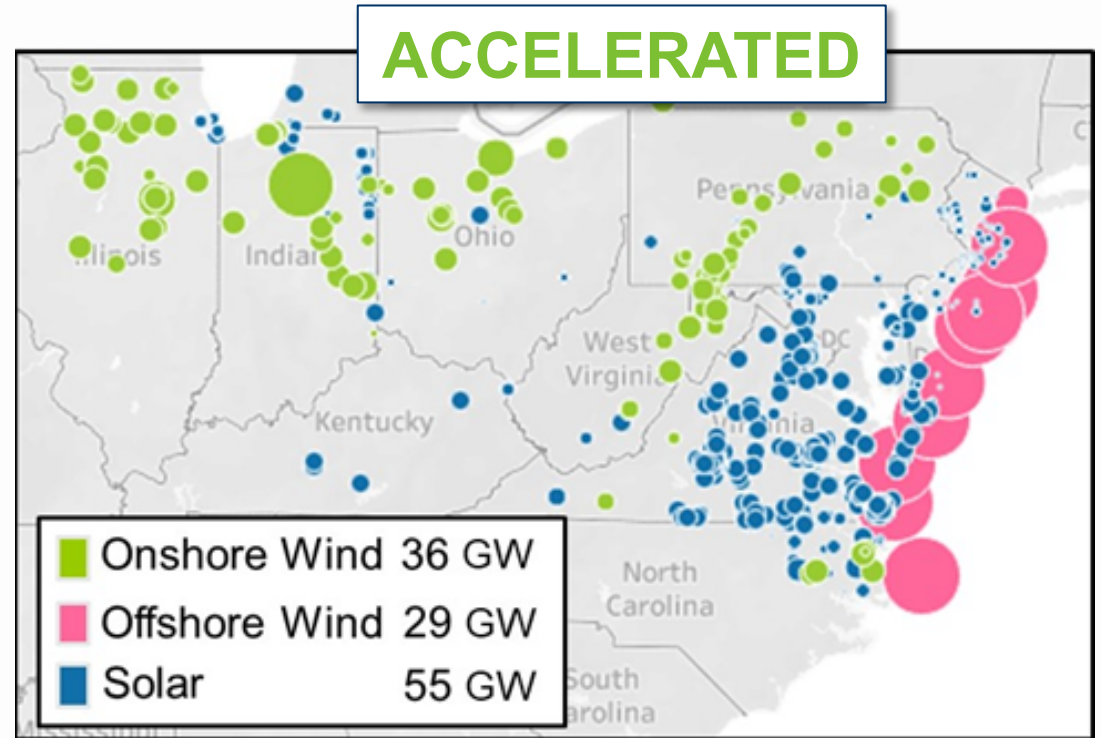 ACCELERATED
Pennsylvania
Illinois
Indiana
Ohio
West
Virginia
DC
Kentucky
Virginia
North
Carolina
South
Carolina
Mississippi
Onshore Wind 36 GW
Offshore Wind 29 GW
Solar 55 GW